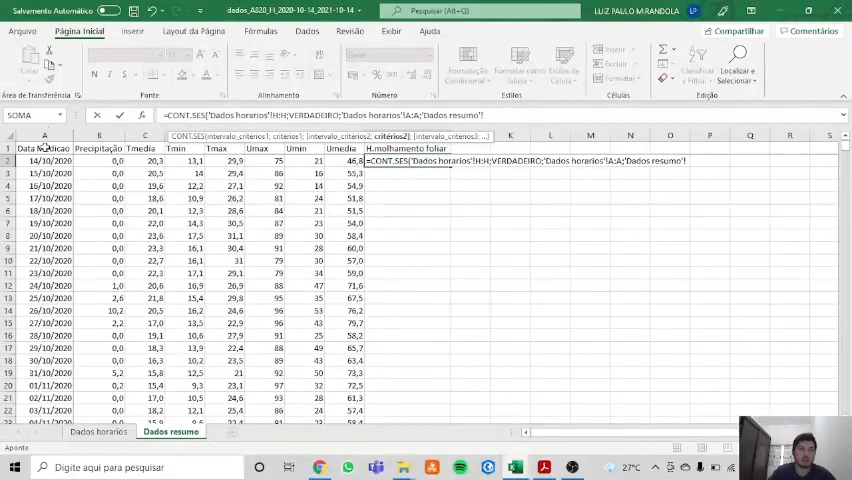 Salvamento Automático
dados_A820_H_2020-10-14_2021-10-14
Pesquisar (Alt+Q)
LUIZ PAULO MIRANDOLA
Arquivo Página Inicial Inserir Layout da Página Fórmulas Dados Revisão Exibir Ajuda
Compartilhar Comentários
Colar
Área de Transferência
N I S
Fonte
Alinhamento
Geral
Número
Formatação Condicional
Formatar como Tabela
Estilos de Célula
Estilos
Inserir
Excluir
Formatar
Células
Localizar e Selecionar
Edição
SOMA
=CONT.SES('Dados horarios'!H:H;VERDADEIRO;'Dados horarios'!A:A;'Dados resumo'!
CONT.SES(intervalo_critérios1; critérios1; [intervalo_critérios2; critérios2]; [intervalo_critérios3; ...)
A B C K L M N O P Q R S
1 Data Medicao Precipitação Tmedia Tmin Tmax Umax Umin Umedia H.molhamento foliar
2 14/10/2020 0,0 20,3 13,1 29,9 75 21 46,8 =CONT.SES('Dados horarios'!H:H;VERDADEIRO;'Dados horarios'!A:A;'Dados resumo'!
3 15/10/2020 0,0 20,5 14 29,4 86 16 55,3
4 16/10/2020 0,0 19,6 12,2 27,1 92 14 54,9
5 17/10/2020 0,0 18,6 10,9 26,2 81 24 51,8
6 18/10/2020 0,0 20,1 12,3 28,6 84 21 51,5
7 19/10/2020 0,0 22,0 14,3 30,5 87 23 54,0
8 20/10/2020 0,0 23,6 17,5 31,1 89 30 58,4
9 21/10/2020 0,0 23,3 16,1 30,4 91 28 60,0
10 22/10/2020 0,0 22,7 16,1 31 79 30 57,0
11 23/10/2020 0,0 22,3 17,1 29,1 79 34 59,0
12 24/10/2020 1,0 20,6 16,9 26,9 88 47 71,6
13 25/10/2020 2,6 21,8 15,4 29,8 95 35 67,5
14 26/10/2020 10,2 20,5 16,2 24,6 96 53 76,2
15 27/10/2020 2,2 17,0 13,5 22,9 96 43 79,7
16 28/10/2020 0,0 19,1 10,6 27,9 91 25 58,2
17 29/10/2020 0,0 18,3 10,9 22,4 88 49 65,7
18 30/10/2020 0,0 16,3 10,2 23,5 89 43 63,4
19 31/10/2020 5,2 15,8 12,5 21 92 50 73,3
20 01/11/2020 0,2 15,4 9,3 23,1 97 32 72,5
21 02/11/2020 0,0 17,0 10,5 24,6 93 28 61,3
22 03/11/2020 0,0 18,2 12,1 25,4 86 24 57,4
Dados horarios Dados resumo
Aponte
Digite aqui para pesquisar
27°C